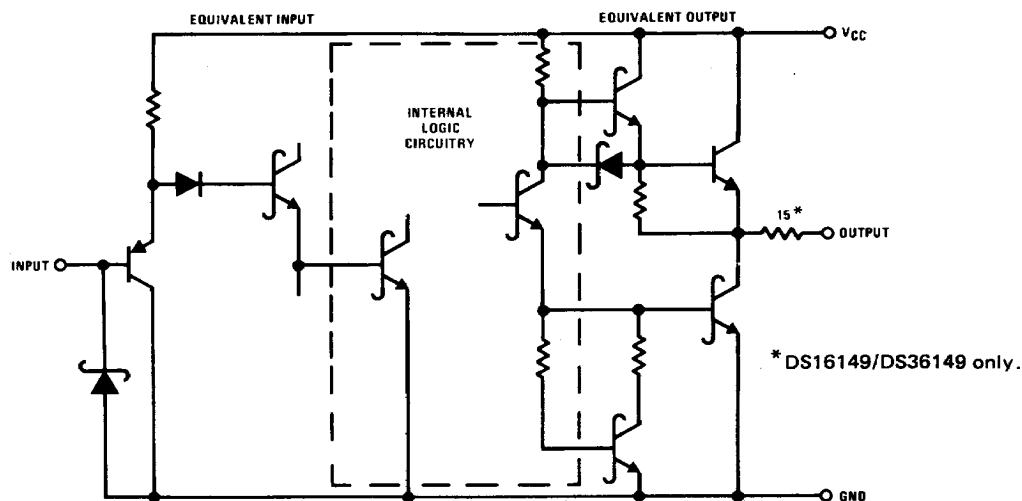 EQUIVALENT INPUT
EQUIVALENT OUTPUT
VCC
INTERNAL
LOGIC
CIRCUITRY
15*
OUTPUT
INPUT
* DS16149/DS36149 only.
GND